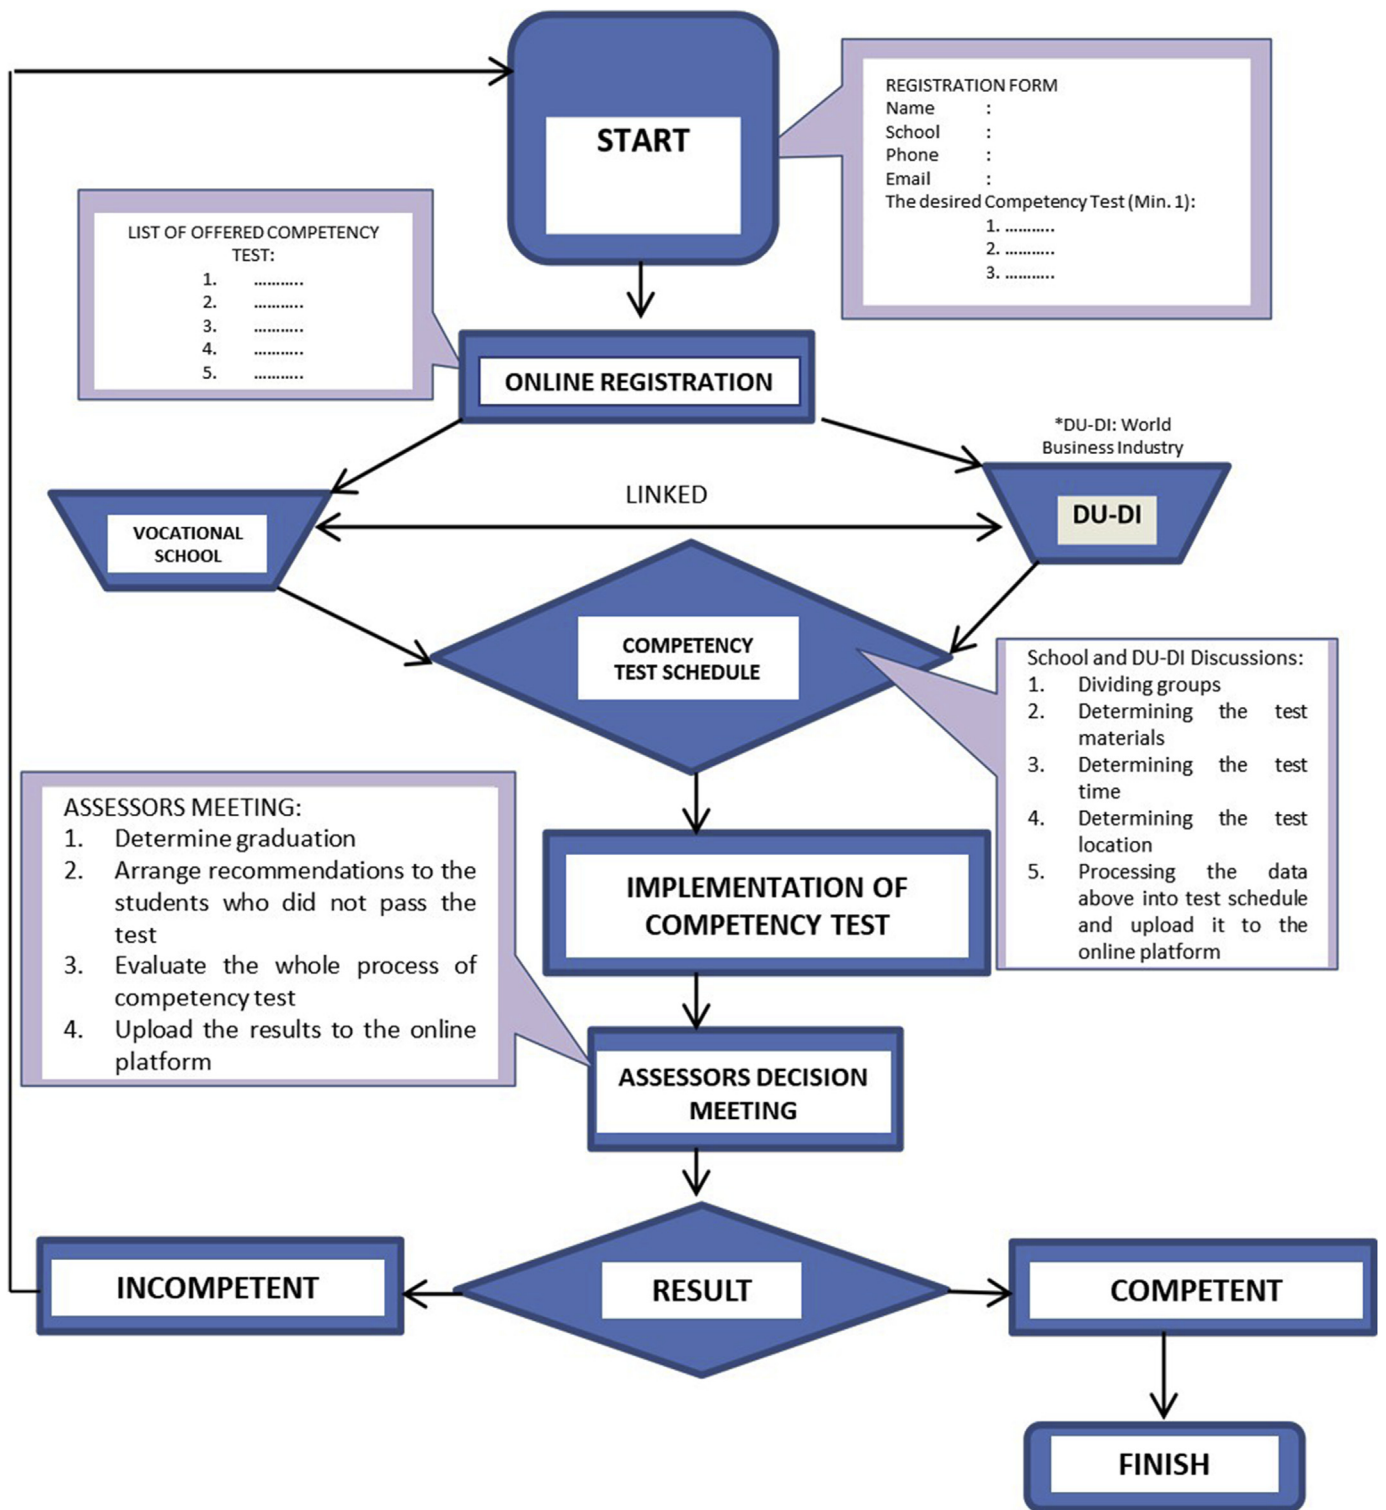 START
REGISTRATION FORM
Name :
School :
Phone :
Email :
The desired Competency Test (Min. 1):
1. ...........
2. ...........
3. ...........
LIST OF OFFERED COMPETENCY
TEST:
1. ...........
2. ...........
3. ...........
4. ...........
5. ...........
ONLINE REGISTRATION
*DU-DI: World
Business Industry
VOCATIONAL
SCHOOL
LINKED
DU-DI
COMPETENCY
TEST SCHEDULE
School and DU-DI Discussions:
1. Dividing groups
2. Determining the test
materials
3. Determining the test
time
4. Determining the test
location
5. Processing the data
above into test schedule
and upload it to the
online platform
ASSESSORS MEETING:
1. Determine graduation
2. Arrange recommendations to the
students who did not pass the
test
3. Evaluate the whole process of
competency test
4. Upload the results to the online
platform
IMPLEMENTATION OF
COMPETENCY TEST
ASSESSORS DECISION
MEETING
INCOMPETENT
RESULT
COMPETENT
FINISH